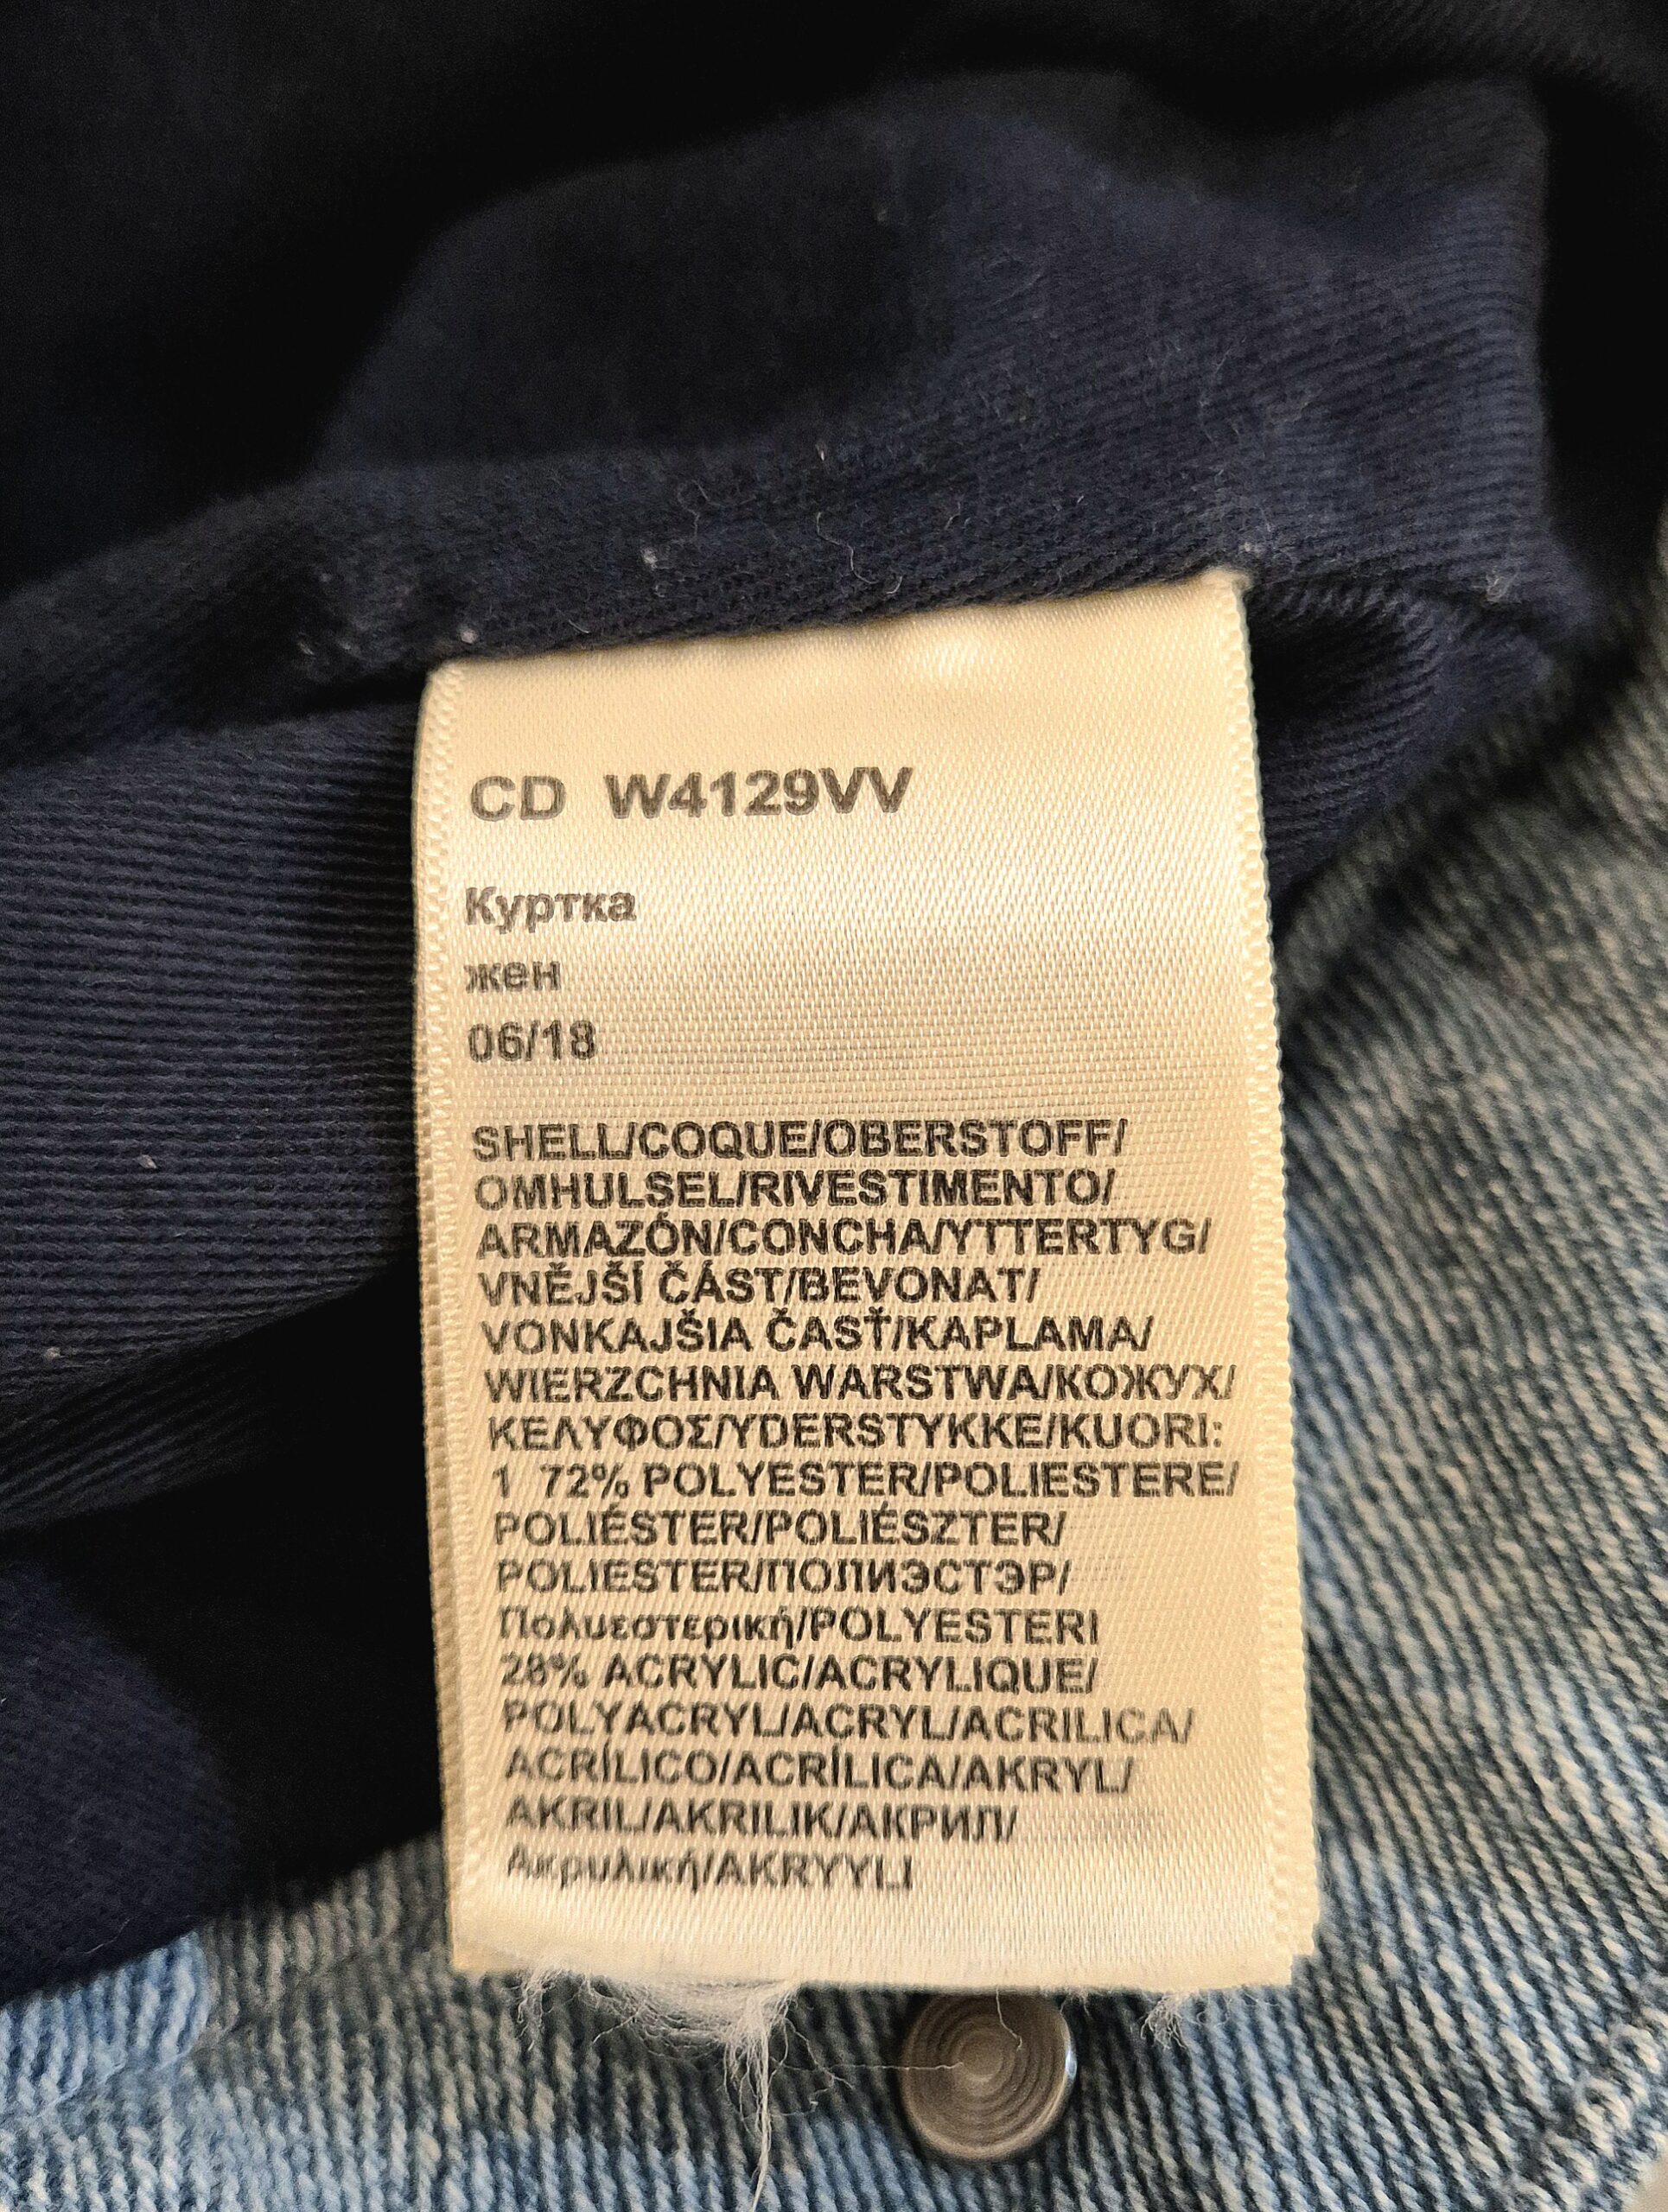 CD W4129VV
Куртка
жен
06/18
SHELL/COQUE/OBERSTOFF/
OMHULSEL/RIVESTIMENTO/
ARMAZÓN/CONCHA/YTTERTYG/
VNĚJŠÍ ČÁST/BEVONAT/
VONKAJŠIA ČASŤ/KAPLAMA/
WIERZCHNIA WARSTWA/КОЖУХ/
ΚΕΛΥΦΟΣ/YDERSTYKKE/KUORI:
1 72% POLYESTER/POLIESTERE/
POLIÉSTER/POLIÉSZTER/
POLIESTER/ПОЛИЭСТЭР/
Πολυεστερική/POLYESTERI
28% ACRYLIC/ACRYLIQUE/
POLYACRYL/ACRYL/ACRILICA/
ACRÍLICO/ACRÍLICA/AKRYL/
AKRIL/AKRILIK/АКРИЛ/
Ακρυλική/AKRYYLI